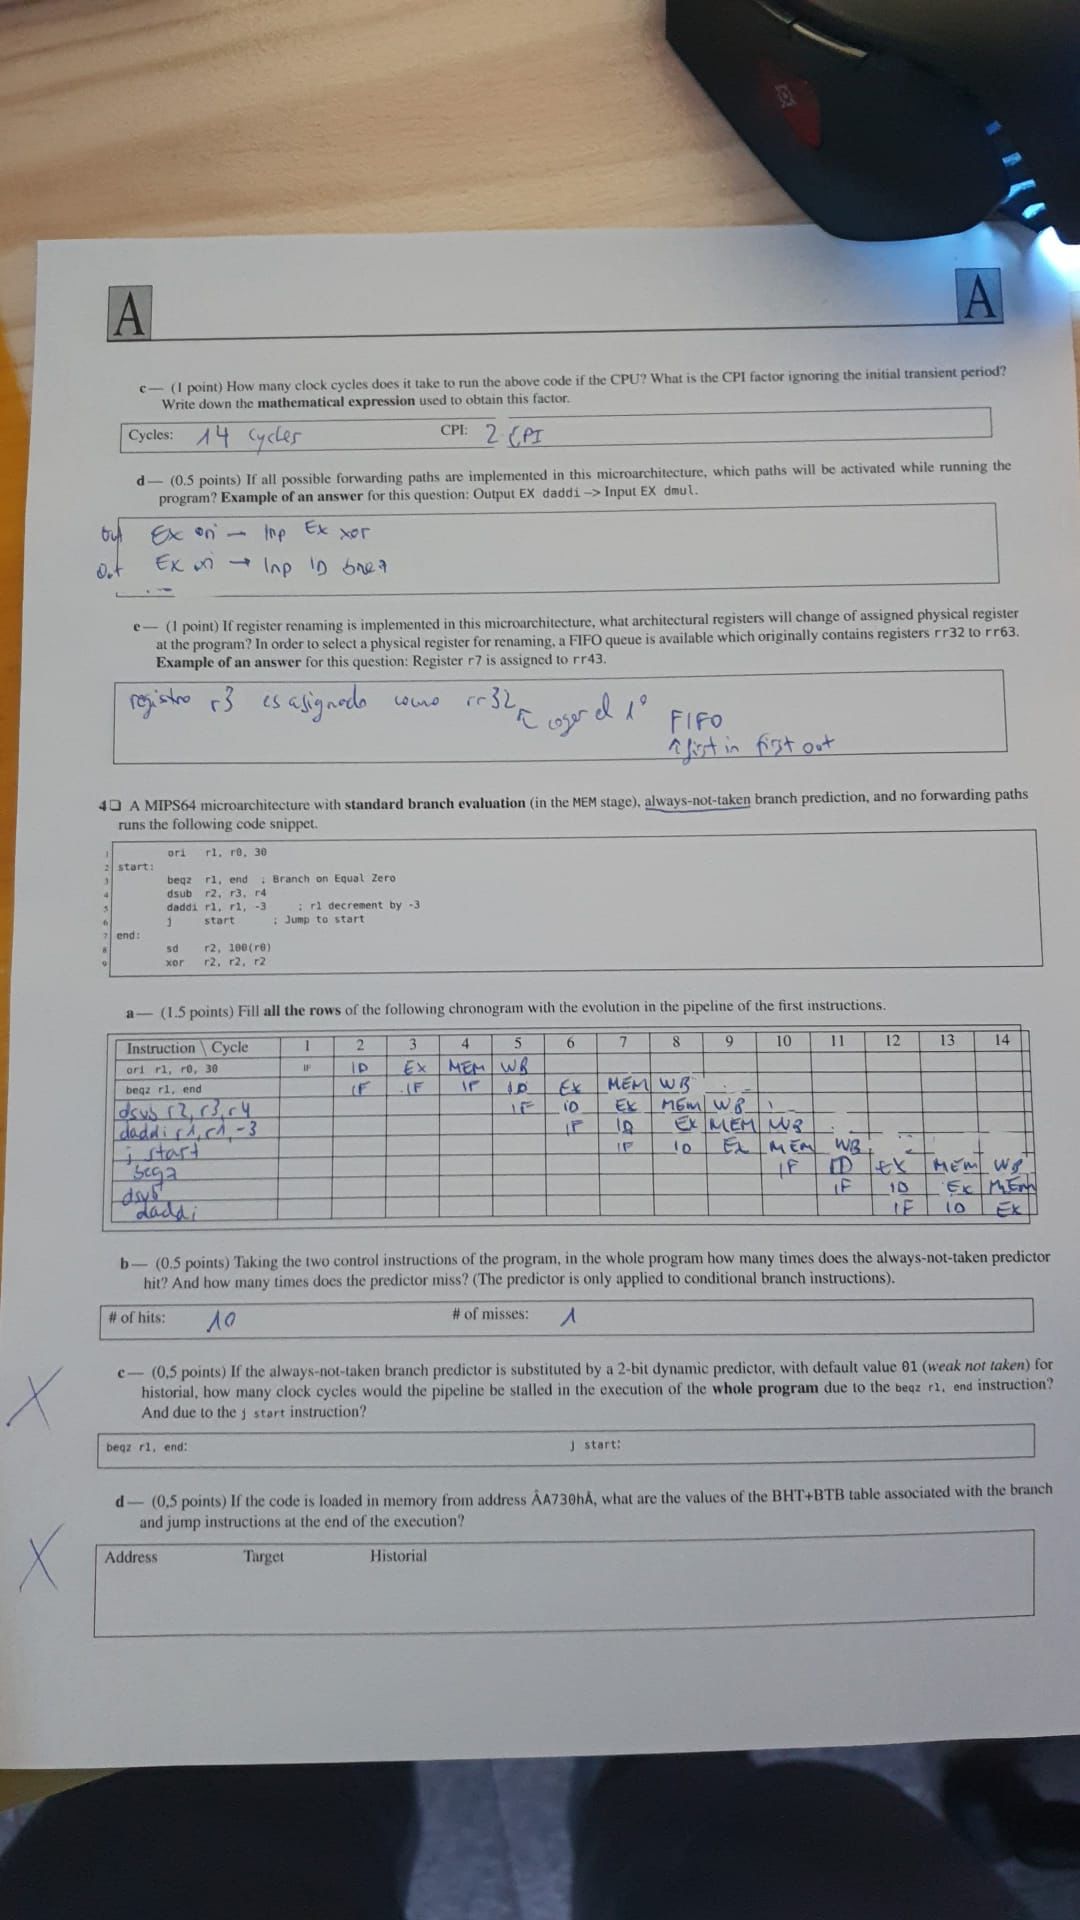 A A
c— (1 point) How many clock cycles does it take to run the above code if the CPU? What is the CPI factor ignoring the initial transient period?
Write down the mathematical expression used to obtain this factor.
Cycles: 14 cycles CPI: 2 CPI
d— (0.5 points) If all possible forwarding paths are implemented in this microarchitecture, which paths will be activated while running the
program? Example of an answer for this question: Output EX daddi -> Input EX dmul.
Out EX ori → Inp EX xor
Out EX ori → Inp ID
e— (1 point) If register renaming is implemented in this microarchitecture, what architectural registers will change of assigned physical register
at the program? In order to select a physical register for renaming, a FIFO queue is available which originally contains registers rr32 to rr63.
Example of an answer for this question: Register r7 is assigned to rr43.
registro r3 es asignado como rr32 ↖ coger el 1º FIFO
↑ first in first out
4❑ A MIPS64 microarchitecture with standard branch evaluation (in the MEM stage), always-not-taken branch prediction, and no forwarding paths
runs the following code snippet.
1 ori r1, r0, 30
2 start:
3 beqz r1, end ; Branch on Equal Zero
4 dsub r2, r3, r4
5 daddi r1, r1, -3 ; r1 decrement by -3
6 j start ; Jump to start
7 end:
8 sd r2, 100(r0)
9 xor r2, r2, r2
a— (1.5 points) Fill all the rows of the following chronogram with the evolution in the pipeline of the first instructions.
Instruction \ Cycle 1 2 3 4 5 6 7 8 9 10 11 12 13 14
ori r1, r0, 30 IF ID EX MEM WB
beqz r1, end IF IF IF ID EX MEM WB
dsub r2, r3, r4 IF ID EX MEM WB
daddi r1, r1, -3 IF ID EX MEM WB
j start IF ID EX MEM WB
beqz IF ID EX MEM WB
dsub IF ID EX MEM
daddi IF ID EX
b— (0.5 points) Taking the two control instructions of the program, in the whole program how many times does the always-not-taken predictor
hit? And how many times does the predictor miss? (The predictor is only applied to conditional branch instructions).
# of hits: 10 # of misses: 1
c— (0,5 points) If the always-not-taken branch predictor is substituted by a 2-bit dynamic predictor, with default value 01 (weak not taken) for
historial, how many clock cycles would the pipeline be stalled in the execution of the whole program due to the beqz r1, end instruction?
And due to the j start instruction?
beqz r1, end: j start:
d— (0,5 points) If the code is loaded in memory from address ÂA730hÂ, what are the values of the BHT+BTB table associated with the branch
and jump instructions at the end of the execution?
Address Target Historial